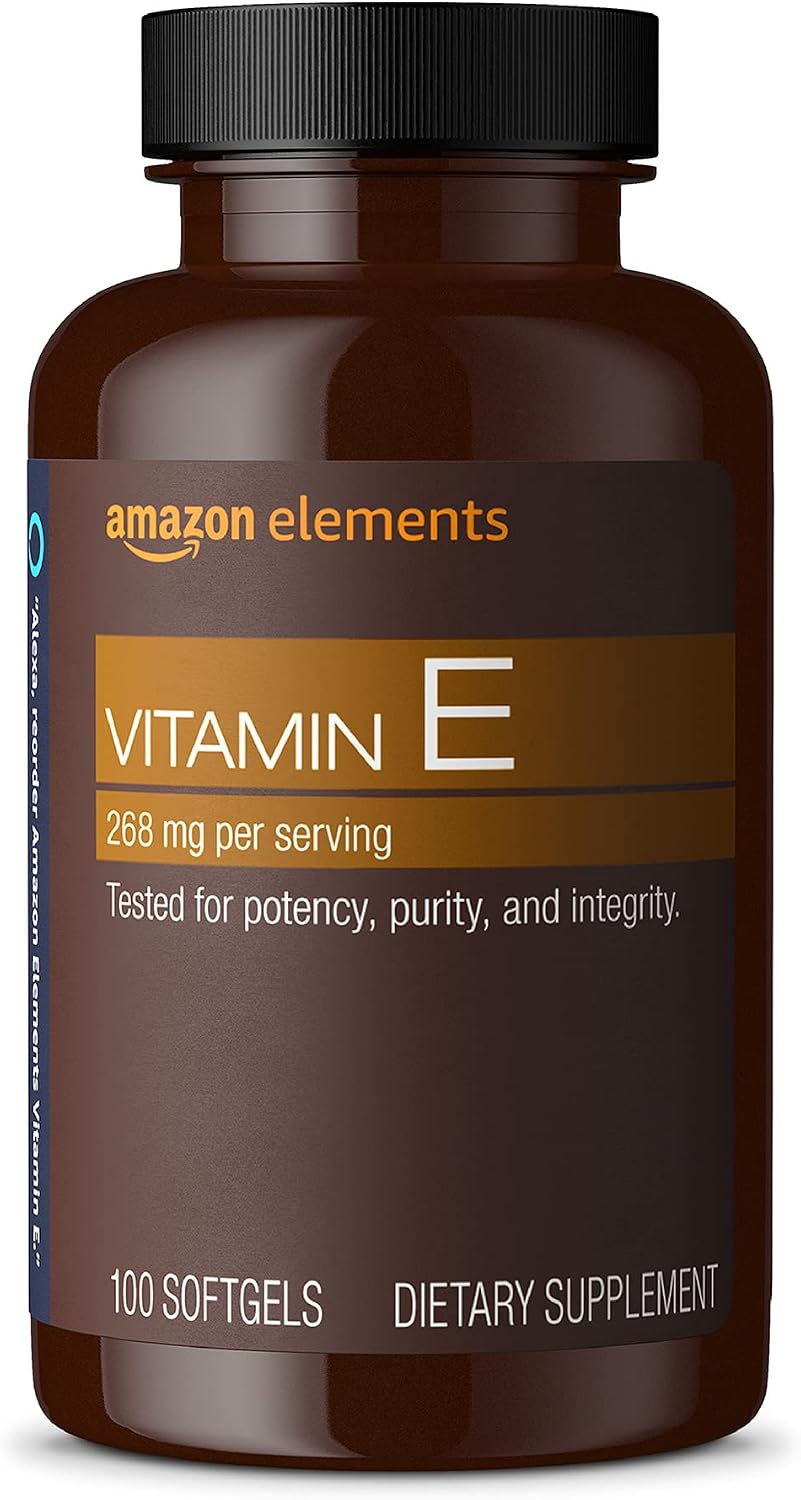 amazon elements
VITAMIN E
268 mg per serving
Tested for potency, purity, and integrity.
100 SOFTGELS
DIETARY SUPPLEMENT
"Alexa, reorder Amazon Elements Vitamin E."